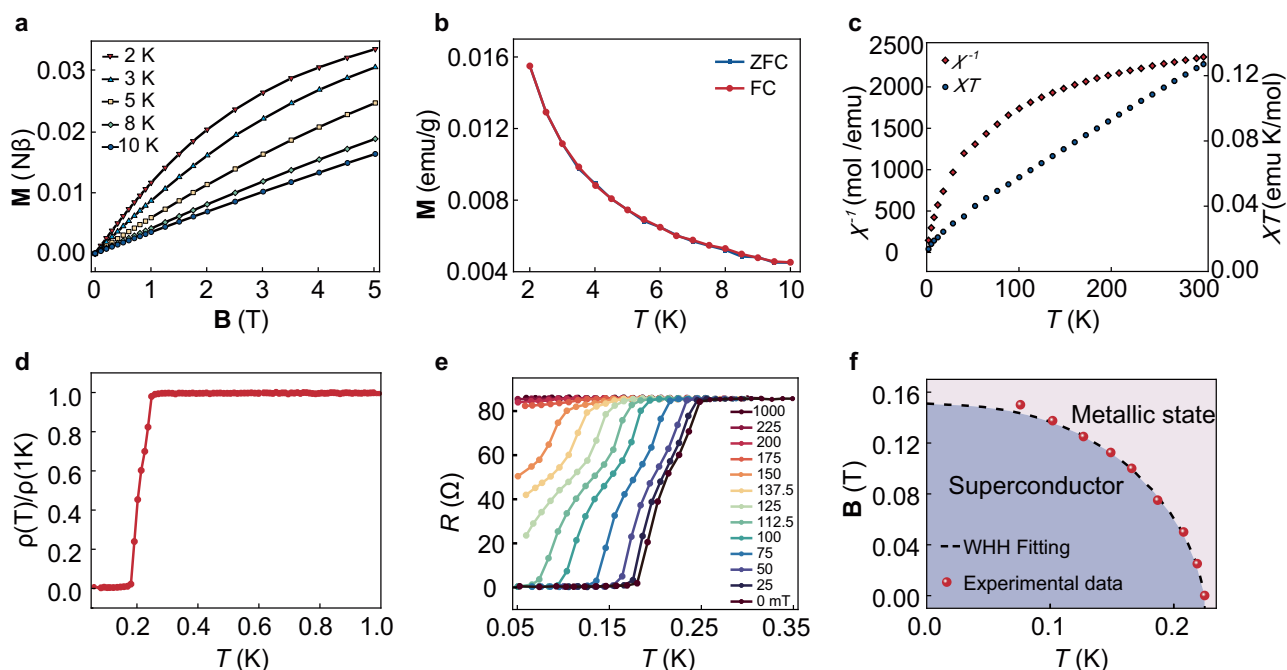 a
0.03
0.02
0.01
0.00
M (Nβ)
2 K
3 K
5 K
8 K
10 K
0 1 2 3 4 5
B (T)
b
0.016
0.012
0.008
0.004
M (emu/g)
ZFC
FC
2 4 6 8 10
T (K)
c
2500
2000
1500
1000
500
0
χ⁻¹ (mol /emu)
χ⁻¹
XT
0.12
0.08
0.04
0.00
XT(emu K/mol)
0 100 200 300
T (K)
d
1.0
0.8
0.6
0.4
0.2
0.0
ρ(T)/ρ(1K)
0.2 0.4 0.6 0.8 1.0
T (K)
e
80
60
40
20
0
R (Ω)
1000
225
200
175
150
137.5
125
112.5
100
75
50
25
0 mT
0.05 0.15 0.25 0.35
T (K)
f
0.16
0.12
0.08
0.04
0.00
B (T)
Metallic state
Superconductor
WHH Fitting
Experimental data
0.0 0.1 0.2
T (K)